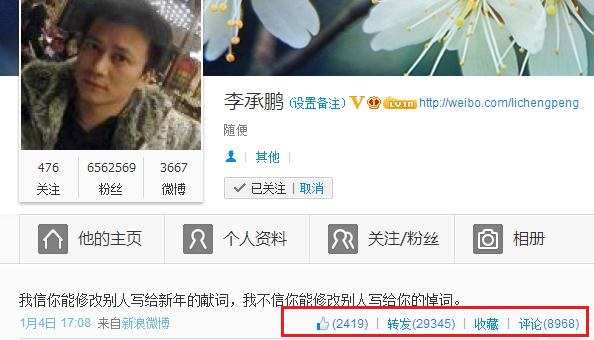 李承鹏 (设置备注) http://weibo.com/lichengpeng
随便
其他
476 6562569 3667
关注 粉丝 微博
已关注 | 取消
他的主页 个人资料 关注/粉丝 相册
我信你能修改别人写给新年的献词，我不信你能修改别人写给你的悼词。
1月4日 17:08 来自新浪微博 (2419) | 转发(29345) | 收藏 | 评论(8968)